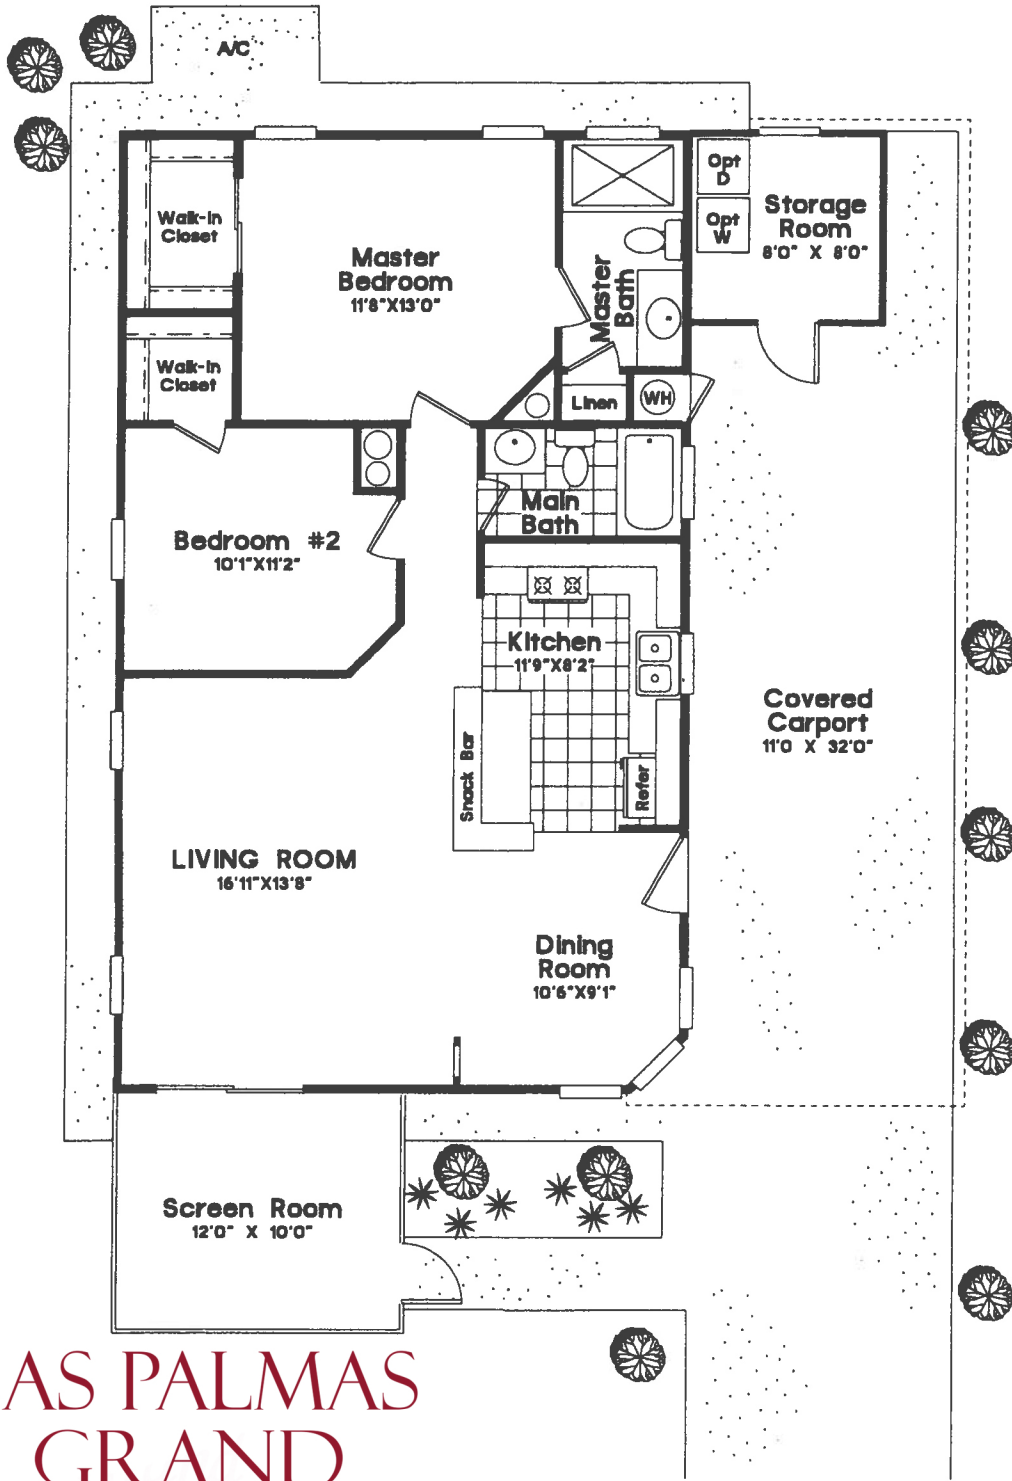 A/C
Walk-In
Closet
Master
Bedroom
11'8"X13'0"
Master
Bath
Opt
D
Opt
W
Storage
Room
8'0" X 8'0"
Walk-In
Closet
Linen
WH
Main
Bath
Bedroom #2
10'1"X11'2"
Kitchen
11'9"X8'2"
Snack Bar
Refer
Covered
Carport
11'0 X 32'0"
LIVING ROOM
16'11"X13'8"
Dining
Room
10'6"X9'1"
Screen Room
12'0" X 10'0"
AS PALMAS
GRAND